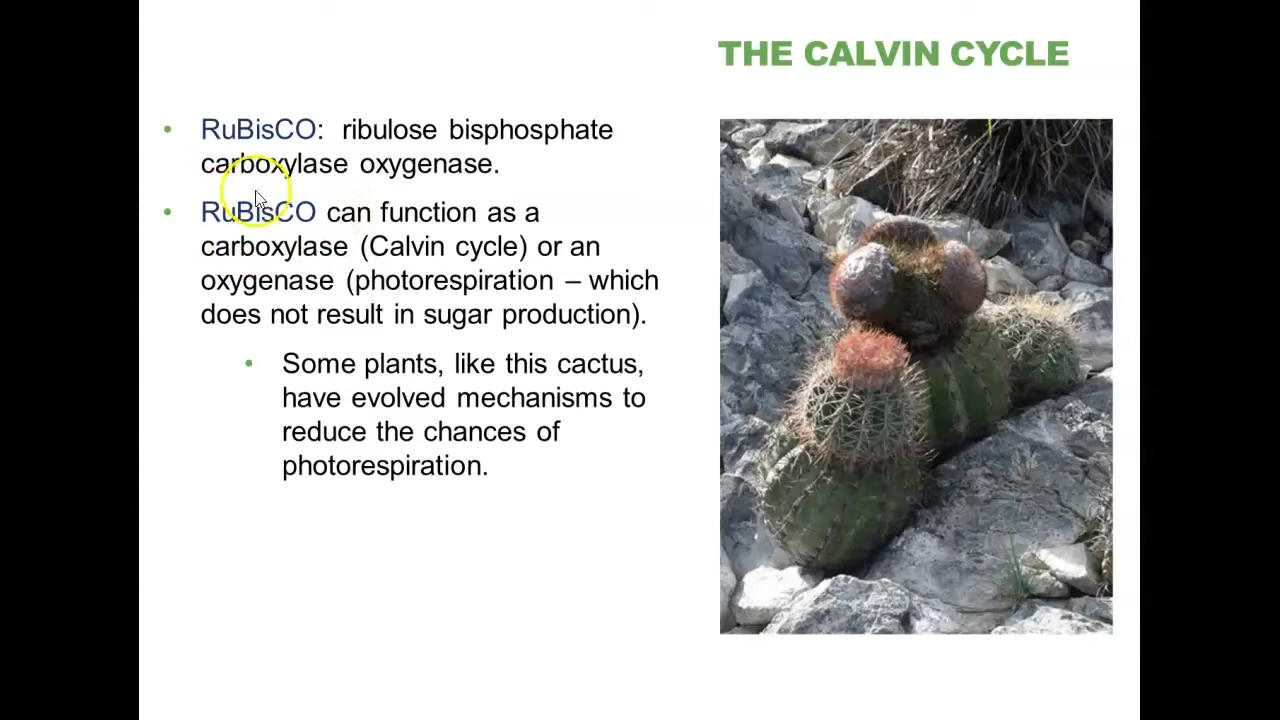 THE CALVIN CYCLE
• RuBisCO: ribulose bisphosphate
carboxylase oxygenase.
• RuBisCO can function as a
carboxylase (Calvin cycle) or an
oxygenase (photorespiration – which
does not result in sugar production).
• Some plants, like this cactus,
have evolved mechanisms to
reduce the chances of
photorespiration.